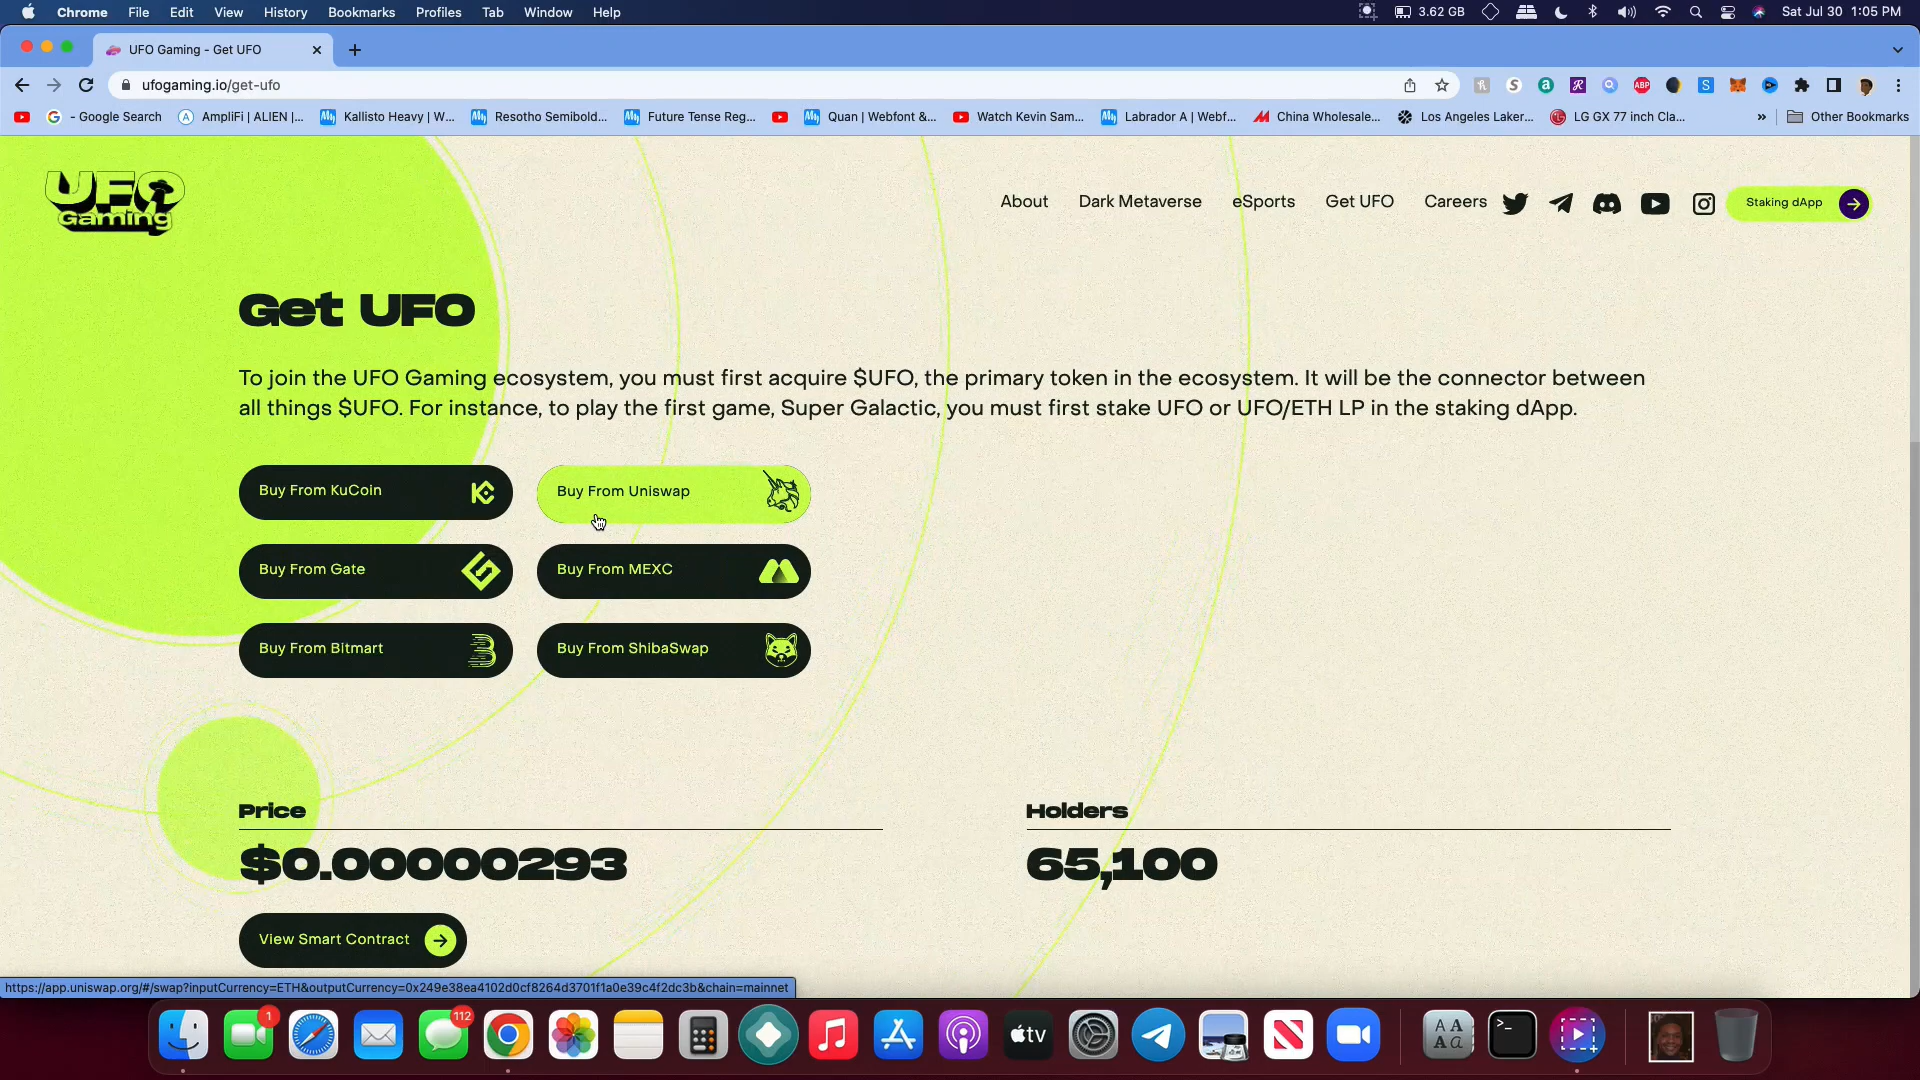 Chrome File Edit View History Bookmarks Profiles Tab Window Help 3.62 GB Sat Jul 30 1:05 PM
UFO Gaming - Get UFO
ufogaming.io/get-ufo
- Google Search AmpliFi | ALIEN |... Kallisto Heavy | W... Resotho Semibold... Future Tense Reg... Quan | Webfont &... Watch Kevin Sam... Labrador A | Webf... China Wholesale... Los Angeles Laker... LG GX 77 inch Cla... » Other Bookmarks
UFO
Gaming
About Dark Metaverse eSports Get UFO Careers Staking dApp
Get UFO
To join the UFO Gaming ecosystem, you must first acquire $UFO, the primary token in the ecosystem. It will be the connector between
all things $UFO. For instance, to play the first game, Super Galactic, you must first stake UFO or UFO/ETH LP in the staking dApp.
Buy From KuCoin Buy From Uniswap
Buy From Gate Buy From MEXC
Buy From Bitmart Buy From ShibaSwap
Price Holders
$0.00000293 65,100
View Smart Contract
https://app.uniswap.org/#/swap?inputCurrency=ETH&outputCurrency=0x249e38ea4102d0cf8264d3701f1a0e39c4f2dc3b&chain=mainnet
1 112 tv